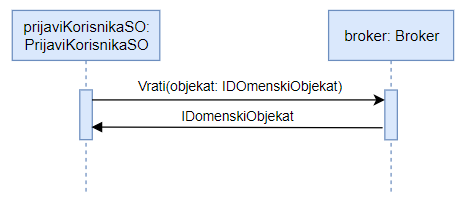 prijaviKorisnikaSO:
PrijaviKorisnikaSO
broker: Broker
Vrati(objekat: IDOmenskiObjekat)
IDomenskiObjekat